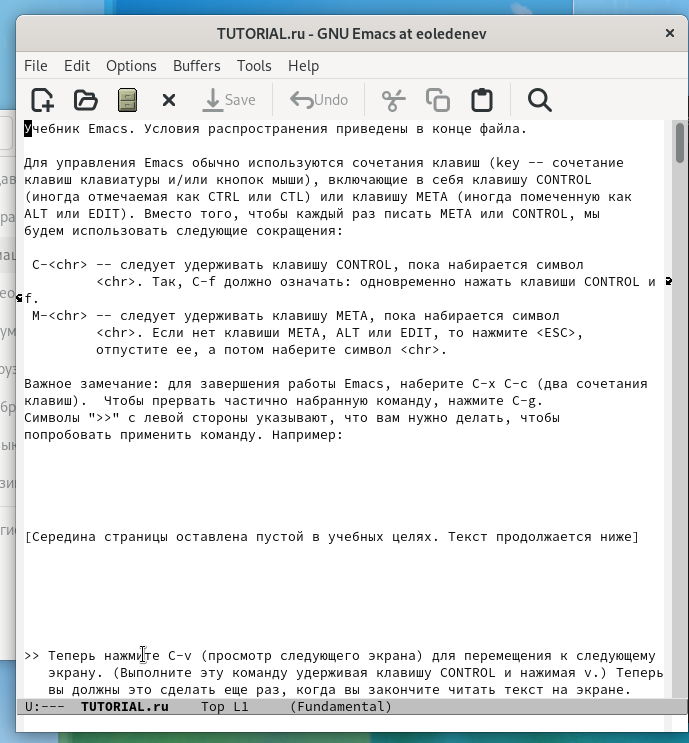 TUTORIAL.ru - GNU Emacs at eoledenev
File Edit Options Buffers Tools Help
Save Undo
Учебник Emacs. Условия распространения приведены в конце файла.
Для управления Emacs обычно используются сочетания клавиш (key -- сочетание
клавиш клавиатуры и/или кнопок мыши), включающие в себя клавишу CONTROL
(иногда отмечаемая как CTRL или CTL) или клавишу META (иногда помеченную как
ALT или EDIT). Вместо того, чтобы каждый раз писать META или CONTROL, мы
будем использовать следующие сокращения:
C-<chr> -- следует удерживать клавишу CONTROL, пока набирается символ
<chr>. Так, C-f должно означать: одновременно нажать клавиши CONTROL и
f.
M-<chr> -- следует удерживать клавишу META, пока набирается символ
<chr>. Если нет клавиши META, ALT или EDIT, то нажмите <ESC>,
отпустите ее, а потом наберите символ <chr>.
Важное замечание: для завершения работы Emacs, наберите C-x C-c (два сочетания
клавиш). Чтобы прервать частично набранную команду, нажмите C-g.
Символы ">>" с левой стороны указывают, что вам нужно делать, чтобы
попробовать применить команду. Например:
[Середина страницы оставлена пустой в учебных целях. Текст продолжается ниже]
>> Теперь нажмите C-v (просмотр следующего экрана) для перемещения к следующему
экрану. (Выполните эту команду удерживая клавишу CONTROL и нажимая v.) Теперь
вы должны это сделать еще раз, когда вы закончите читать текст на экране.
U:--- TUTORIAL.ru Top L1 (Fundamental)